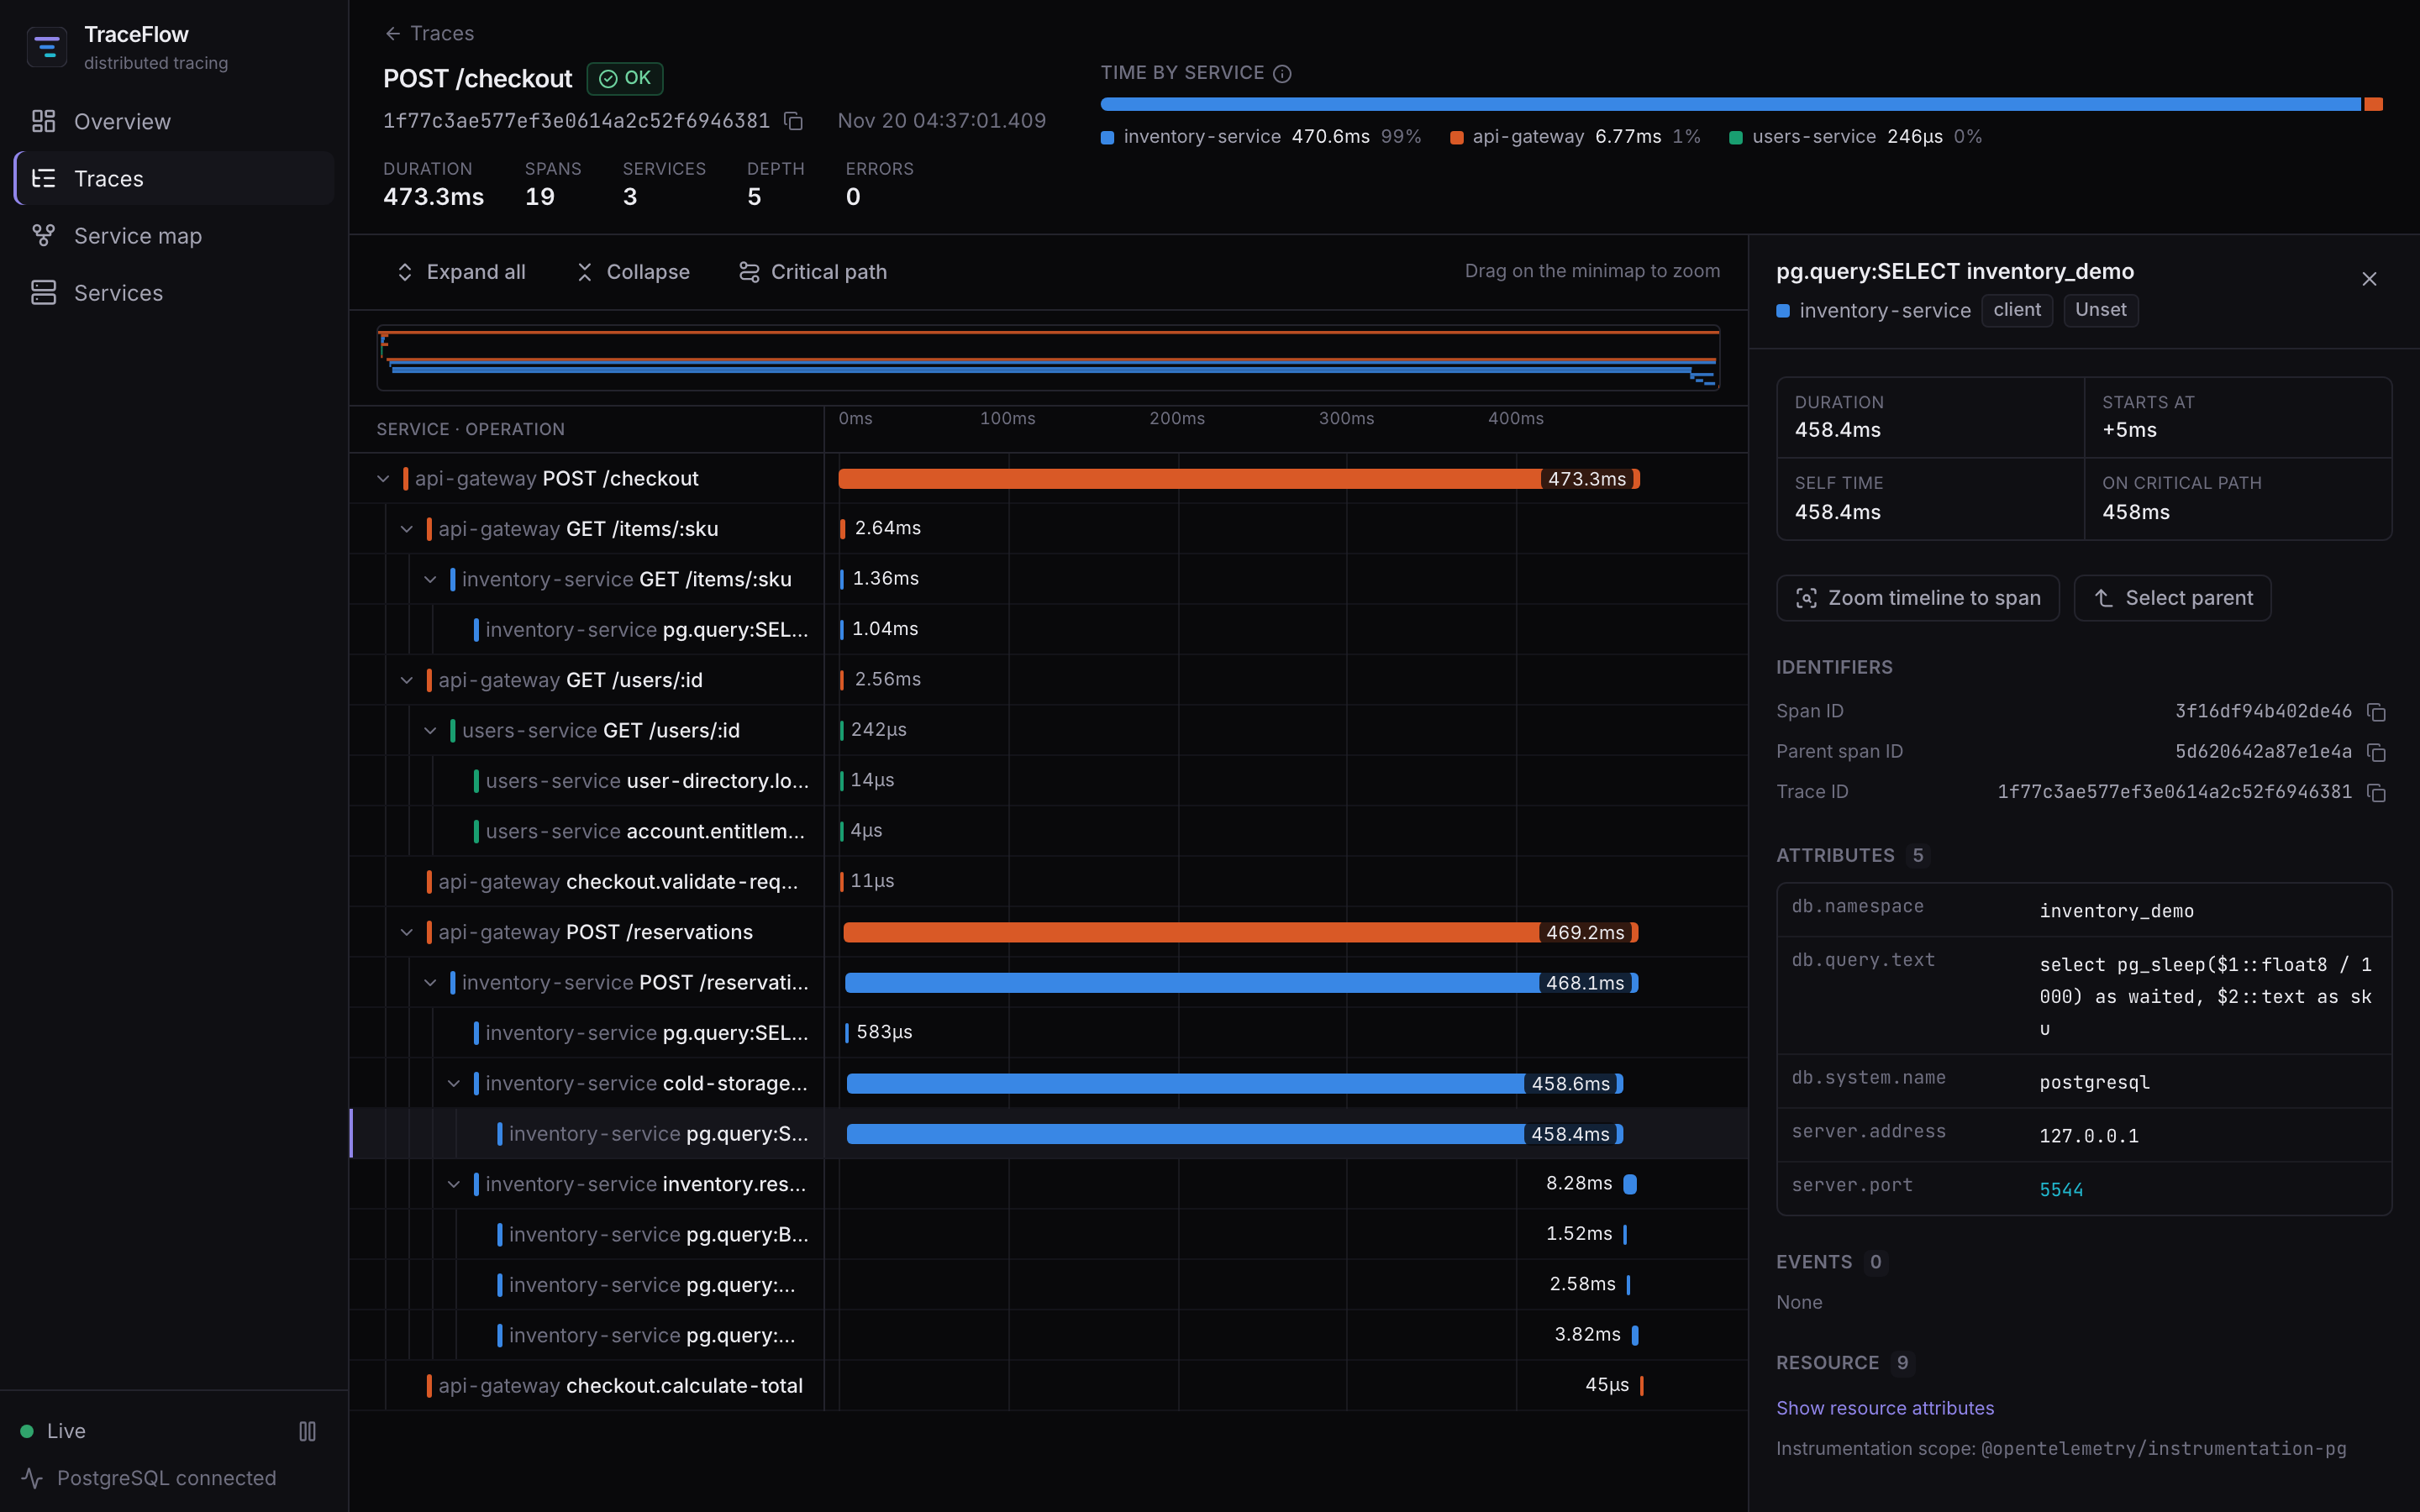 TraceFlow
distributed tracing
Overview
Traces
Service map
Services
Live
PostgreSQL connected
Traces
POST /checkout
OK
1f77c3ae577ef3e0614a2c52f6946381
Nov 20 04:37:01.409
DURATION
473.3ms
SPANS
19
SERVICES
3
DEPTH
5
ERRORS
0
TIME BY SERVICE
inventory-service 470.6ms 99%
api-gateway 6.77ms 1%
users-service 246µs 0%
Expand all
Collapse
Critical path
Drag on the minimap to zoom
SERVICE · OPERATION
0ms
100ms
200ms
300ms
400ms
api-gateway POST /checkout
473.3ms
api-gateway GET /items/:sku
2.64ms
inventory-service GET /items/:sku
1.36ms
inventory-service pg.query:SEL...
1.04ms
api-gateway GET /users/:id
2.56ms
users-service GET /users/:id
242µs
users-service user-directory.lo...
14µs
users-service account.entitlem...
4µs
api-gateway checkout.validate-req...
11µs
api-gateway POST /reservations
469.2ms
inventory-service POST /reservati...
468.1ms
inventory-service pg.query:SEL...
583µs
inventory-service cold-storage...
458.6ms
inventory-service pg.query:S...
458.4ms
inventory-service inventory.res...
8.28ms
inventory-service pg.query:B...
1.52ms
inventory-service pg.query:...
2.58ms
inventory-service pg.query:...
3.82ms
api-gateway checkout.calculate-total
45µs
pg.query:SELECT inventory_demo
inventory-service
client
Unset
DURATION
458.4ms
STARTS AT
+5ms
SELF TIME
458.4ms
ON CRITICAL PATH
458ms
Zoom timeline to span
Select parent
IDENTIFIERS
Span ID
3f16df94b402de46
Parent span ID
5d620642a87e1e4a
Trace ID
1f77c3ae577ef3e0614a2c52f6946381
ATTRIBUTES 5
db.namespace
inventory_demo
db.query.text
select pg_sleep($1::float8 / 1
000) as waited, $2::text as sk
u
db.system.name
postgresql
server.address
127.0.0.1
server.port
5544
EVENTS 0
None
RESOURCE 9
Show resource attributes
Instrumentation scope: @opentelemetry/instrumentation-pg